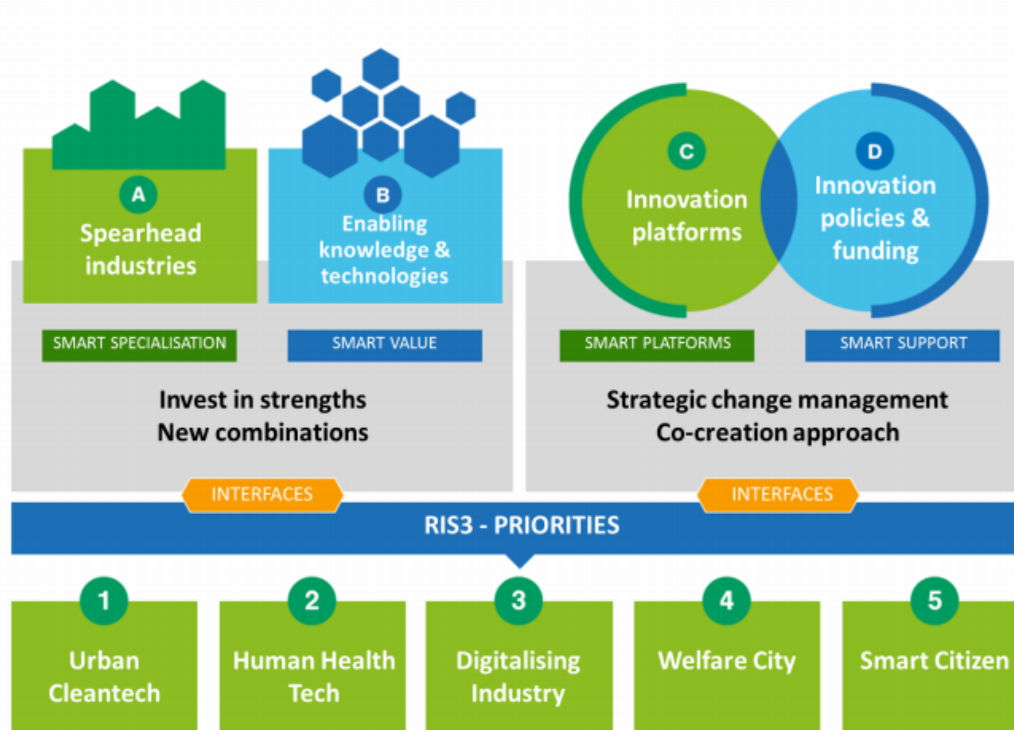 A
Spearhead
industries
B
Enabling
knowledge &
technologies
C
Innovation
platforms
D
Innovation
policies &
funding
SMART SPECIALISATION
SMART VALUE
SMART PLATFORMS
SMART SUPPORT
Invest in strengths
New combinations
Strategic change management
Co-creation approach
INTERFACES
INTERFACES
RIS3 - PRIORITIES
1
Urban
Cleantech
2
Human Health
Tech
3
Digitalising
Industry
4
Welfare City
5
Smart Citizen